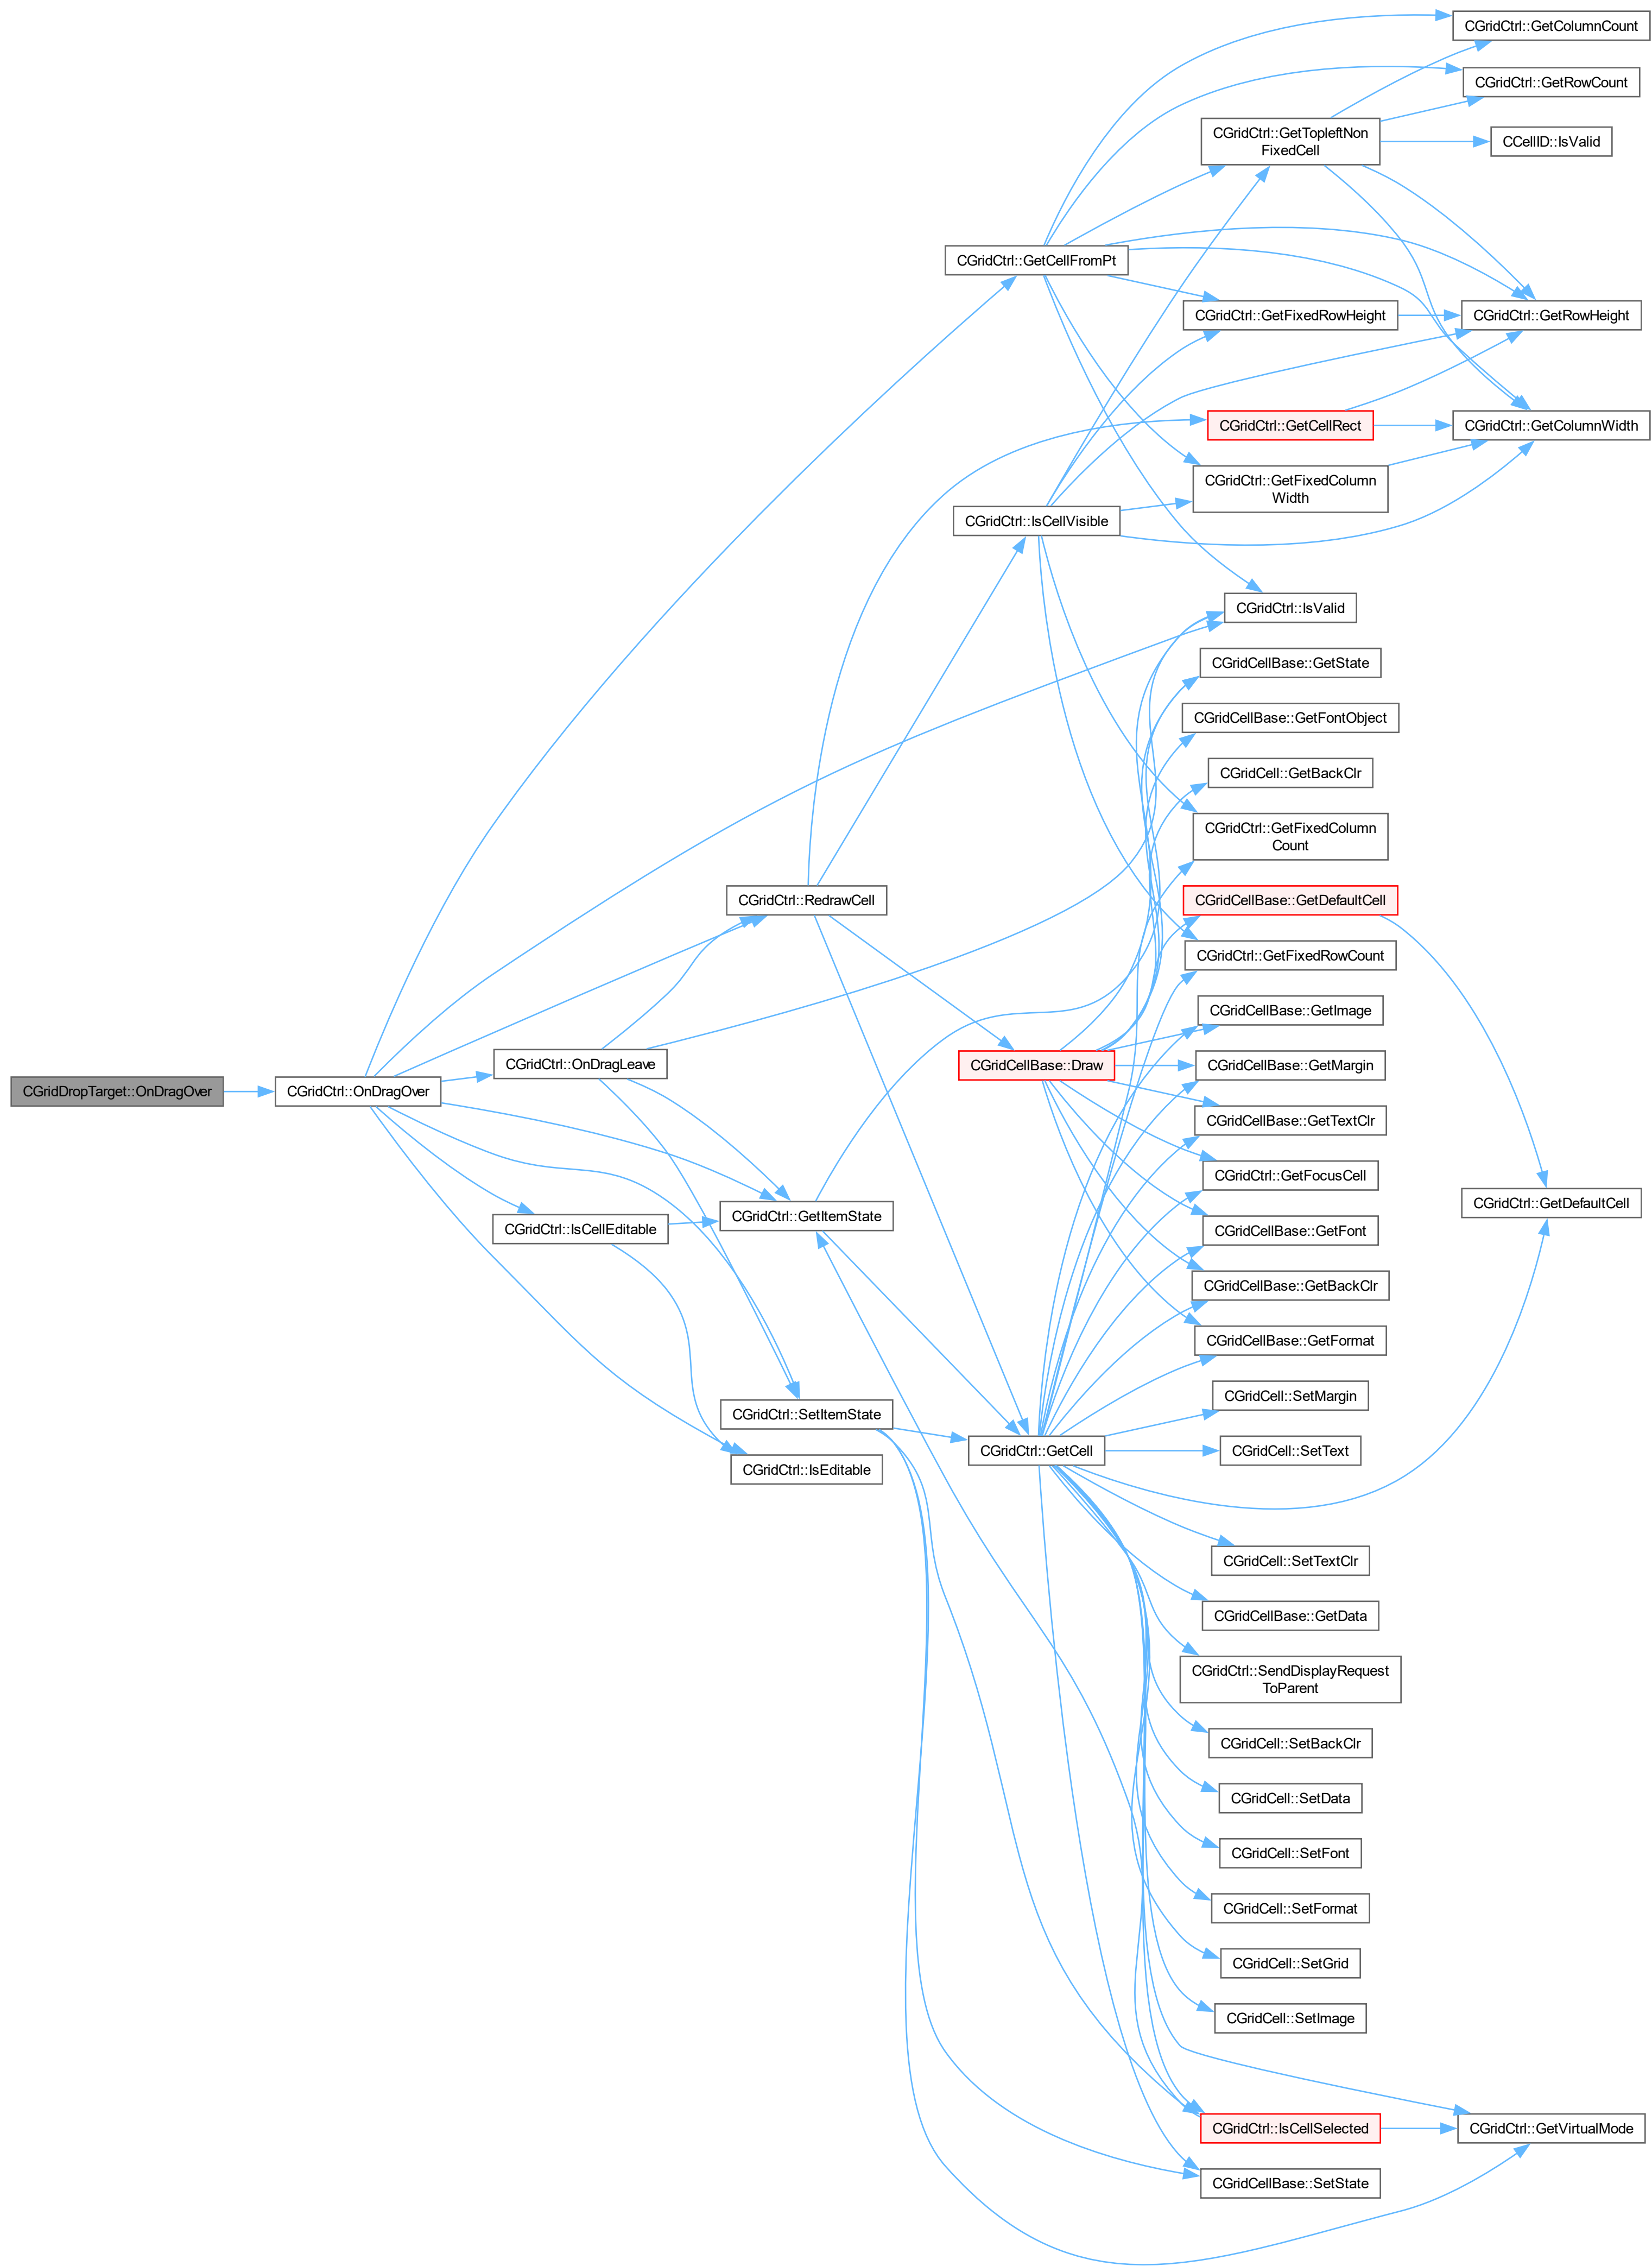 CGridCtrl::GetColumnCount
CGridCtrl::GetRowCount
CGridCtrl::GetTopleftNon
FixedCell
CCellID::IsValid
CGridCtrl::GetCellFromPt
CGridCtrl::GetFixedRowHeight
CGridCtrl::GetRowHeight
CGridCtrl::GetCellRect
CGridCtrl::GetColumnWidth
CGridCtrl::GetFixedColumn
Width
CGridCtrl::IsCellVisible
CGridCtrl::IsValid
CGridCellBase::GetState
CGridCellBase::GetFontObject
CGridCell::GetBackClr
CGridCtrl::GetFixedColumn
Count
CGridCtrl::RedrawCell
CGridCellBase::GetDefaultCell
CGridCtrl::GetFixedRowCount
CGridCellBase::GetImage
CGridCtrl::OnDragLeave
CGridCellBase::Draw
CGridCellBase::GetMargin
CGridDropTarget::OnDragOver
CGridCtrl::OnDragOver
CGridCellBase::GetTextClr
CGridCtrl::GetFocusCell
CGridCtrl::GetDefaultCell
CGridCtrl::GetItemState
CGridCtrl::IsCellEditable
CGridCellBase::GetFont
CGridCellBase::GetBackClr
CGridCellBase::GetFormat
CGridCell::SetMargin
CGridCtrl::SetItemState
CGridCtrl::GetCell
CGridCell::SetText
CGridCtrl::IsEditable
CGridCell::SetTextClr
CGridCellBase::GetData
CGridCtrl::SendDisplayRequest
ToParent
CGridCell::SetBackClr
CGridCell::SetData
CGridCell::SetFont
CGridCell::SetFormat
CGridCell::SetGrid
CGridCell::SetImage
CGridCtrl::IsCellSelected
CGridCtrl::GetVirtualMode
CGridCellBase::SetState